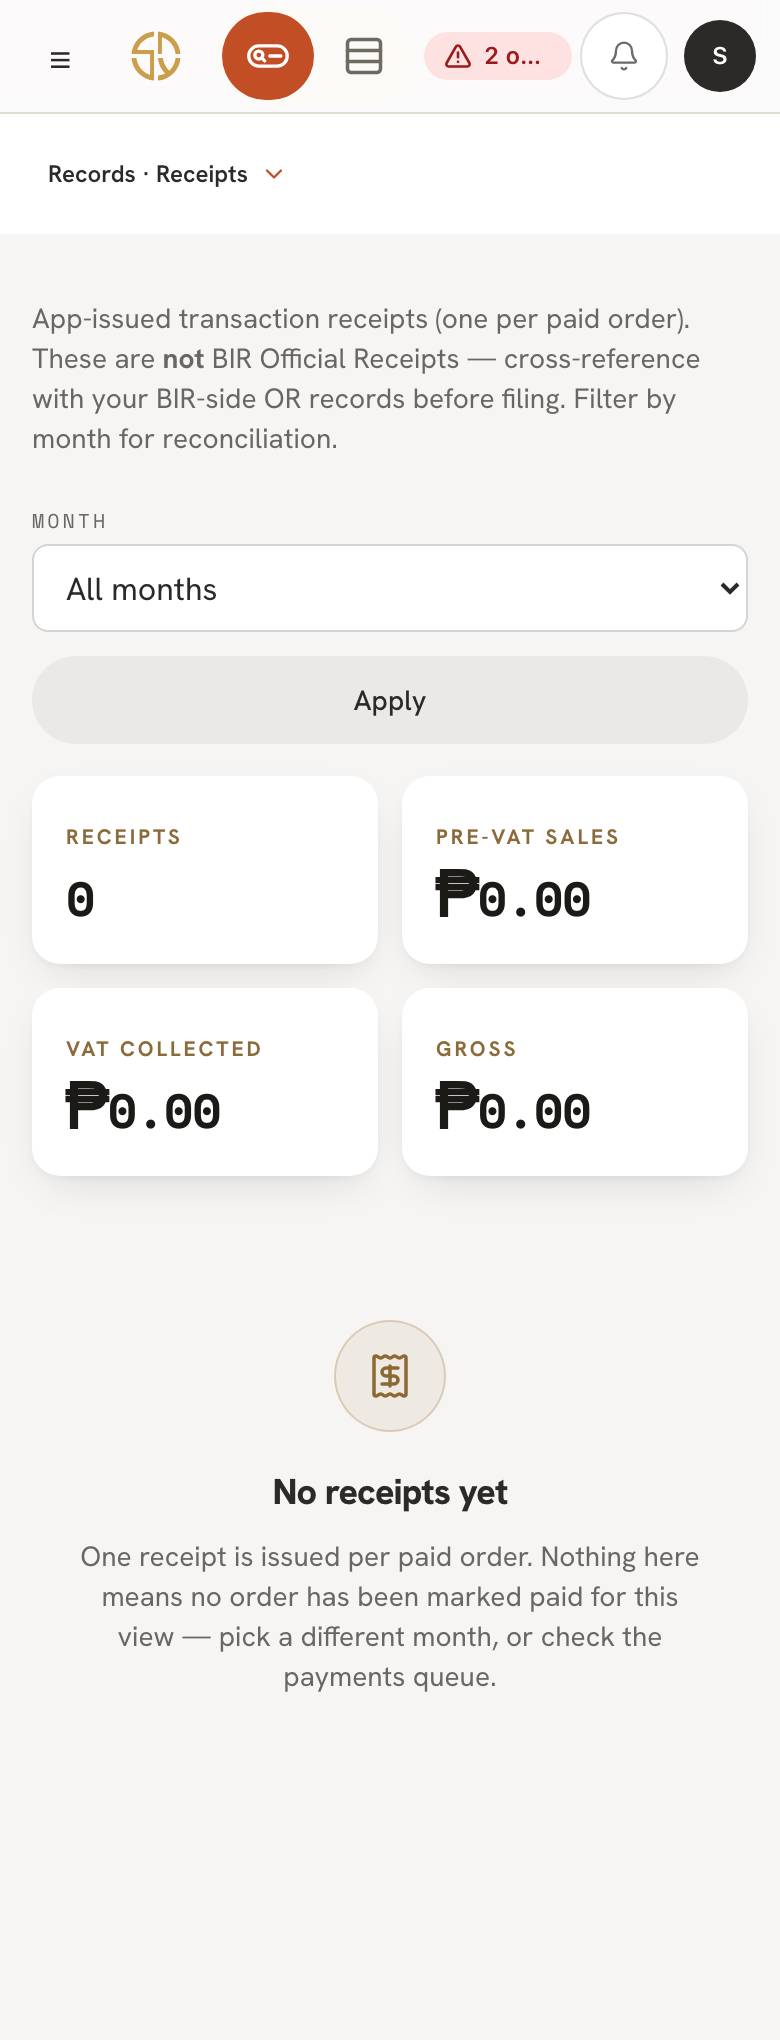 2 o...
S
Records · Receipts
App-issued transaction receipts (one per paid order).
These are not BIR Official Receipts — cross-reference
with your BIR-side OR records before filing. Filter by
month for reconciliation.
MONTH
All months
Apply
RECEIPTS
0
PRE-VAT SALES
₱0.00
VAT COLLECTED
₱0.00
GROSS
₱0.00
No receipts yet
One receipt is issued per paid order. Nothing here
means no order has been marked paid for this
view — pick a different month, or check the
payments queue.